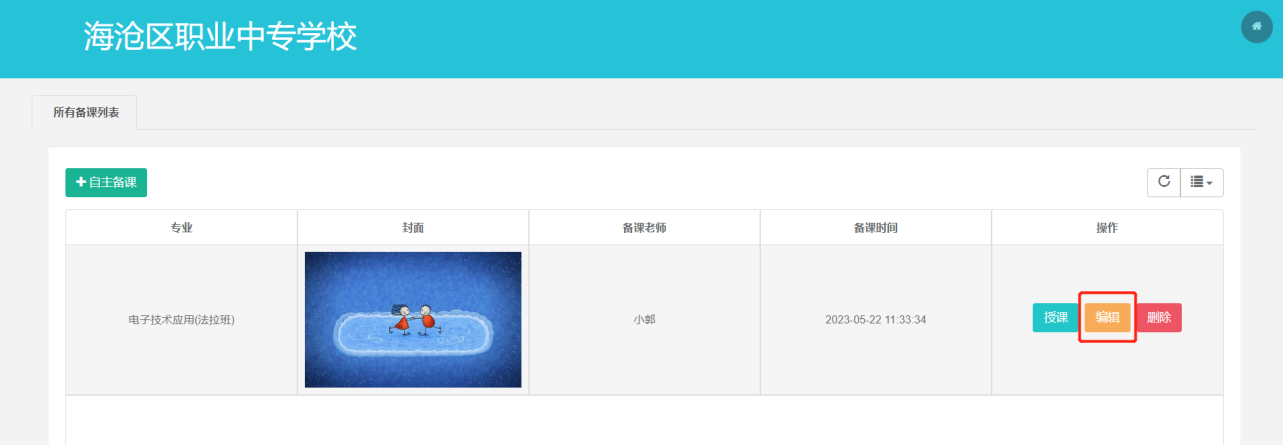 海沧区职业中专学校
所有备课列表
自主备课
专业 封面 备课老师 备课时间 操作
电子技术应用(法拉班) 小郭 2023-05-22 11:33:34 授课 编辑 删除